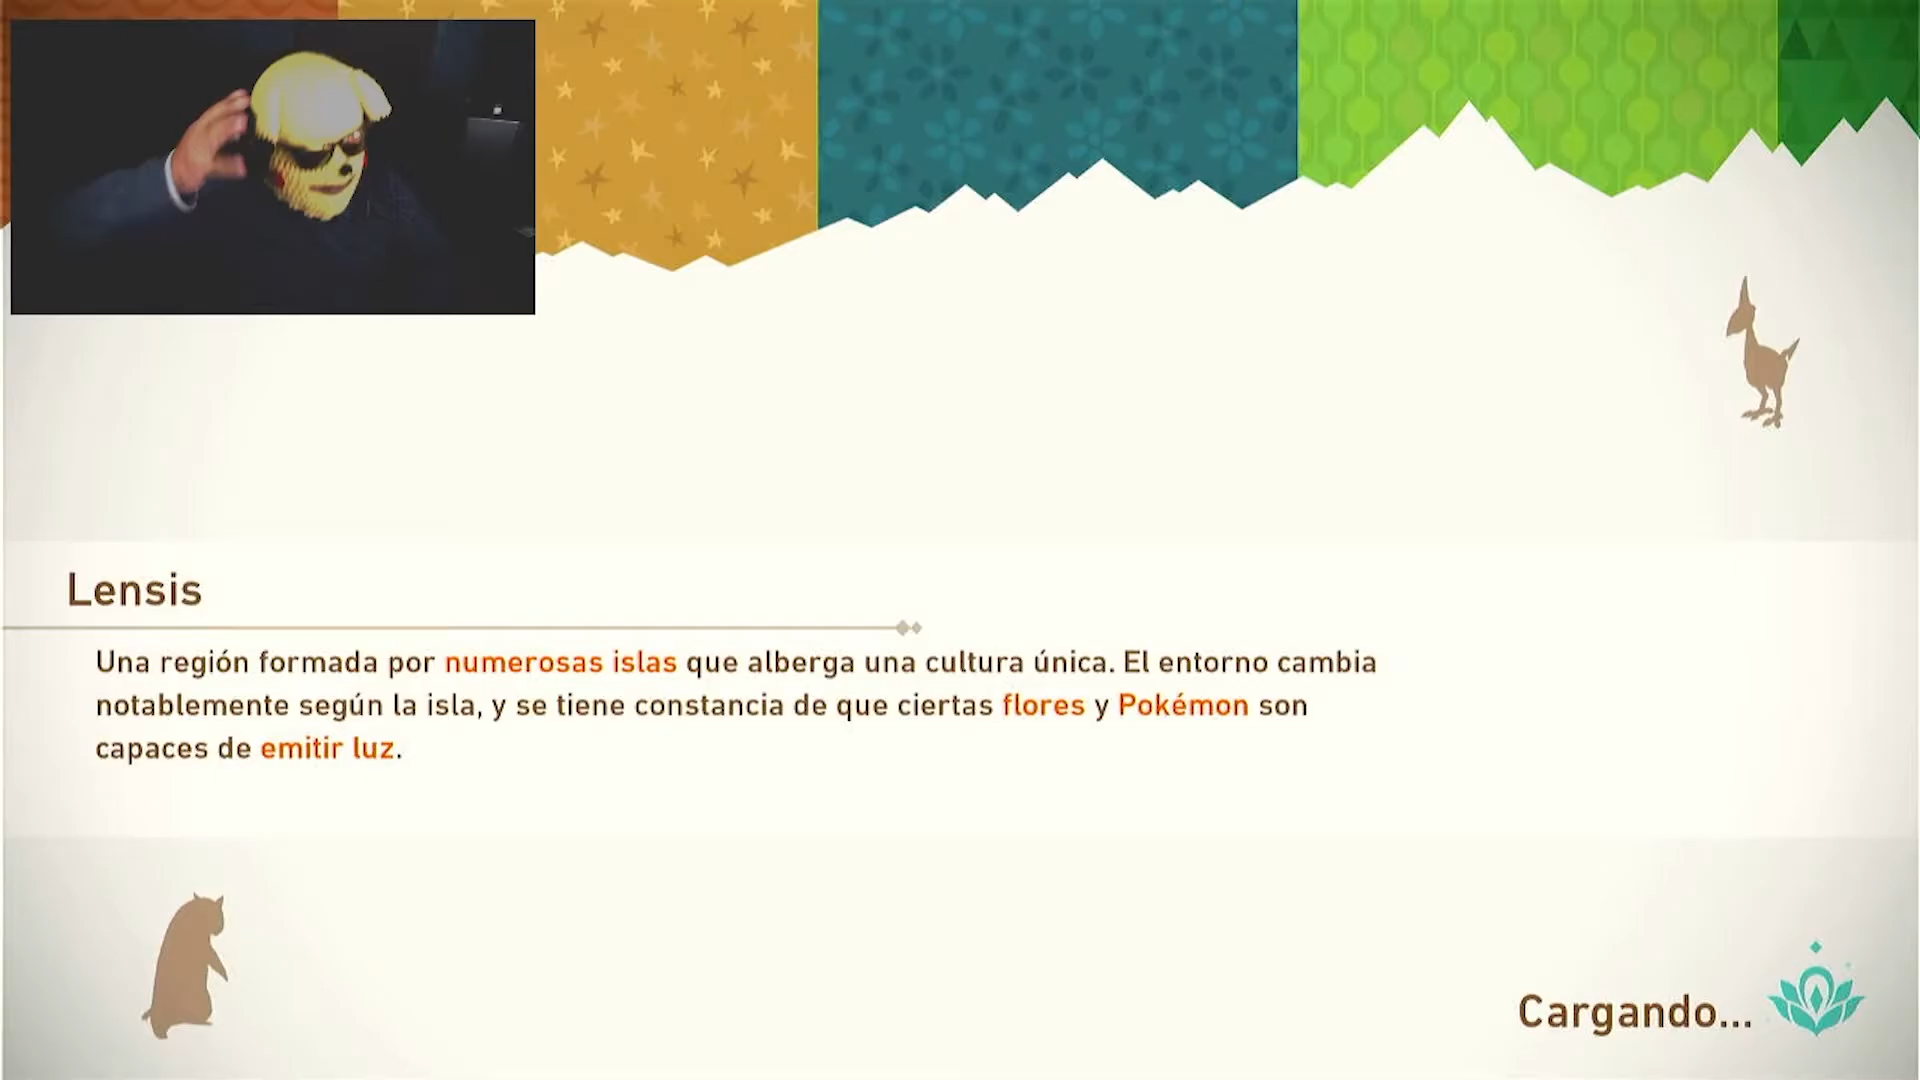 Lensis
Una región formada por numerosas islas que alberga una cultura única. El entorno cambia
notablemente según la isla, y se tiene constancia de que ciertas flores y Pokémon son
capaces de emitir luz.
Cargando...